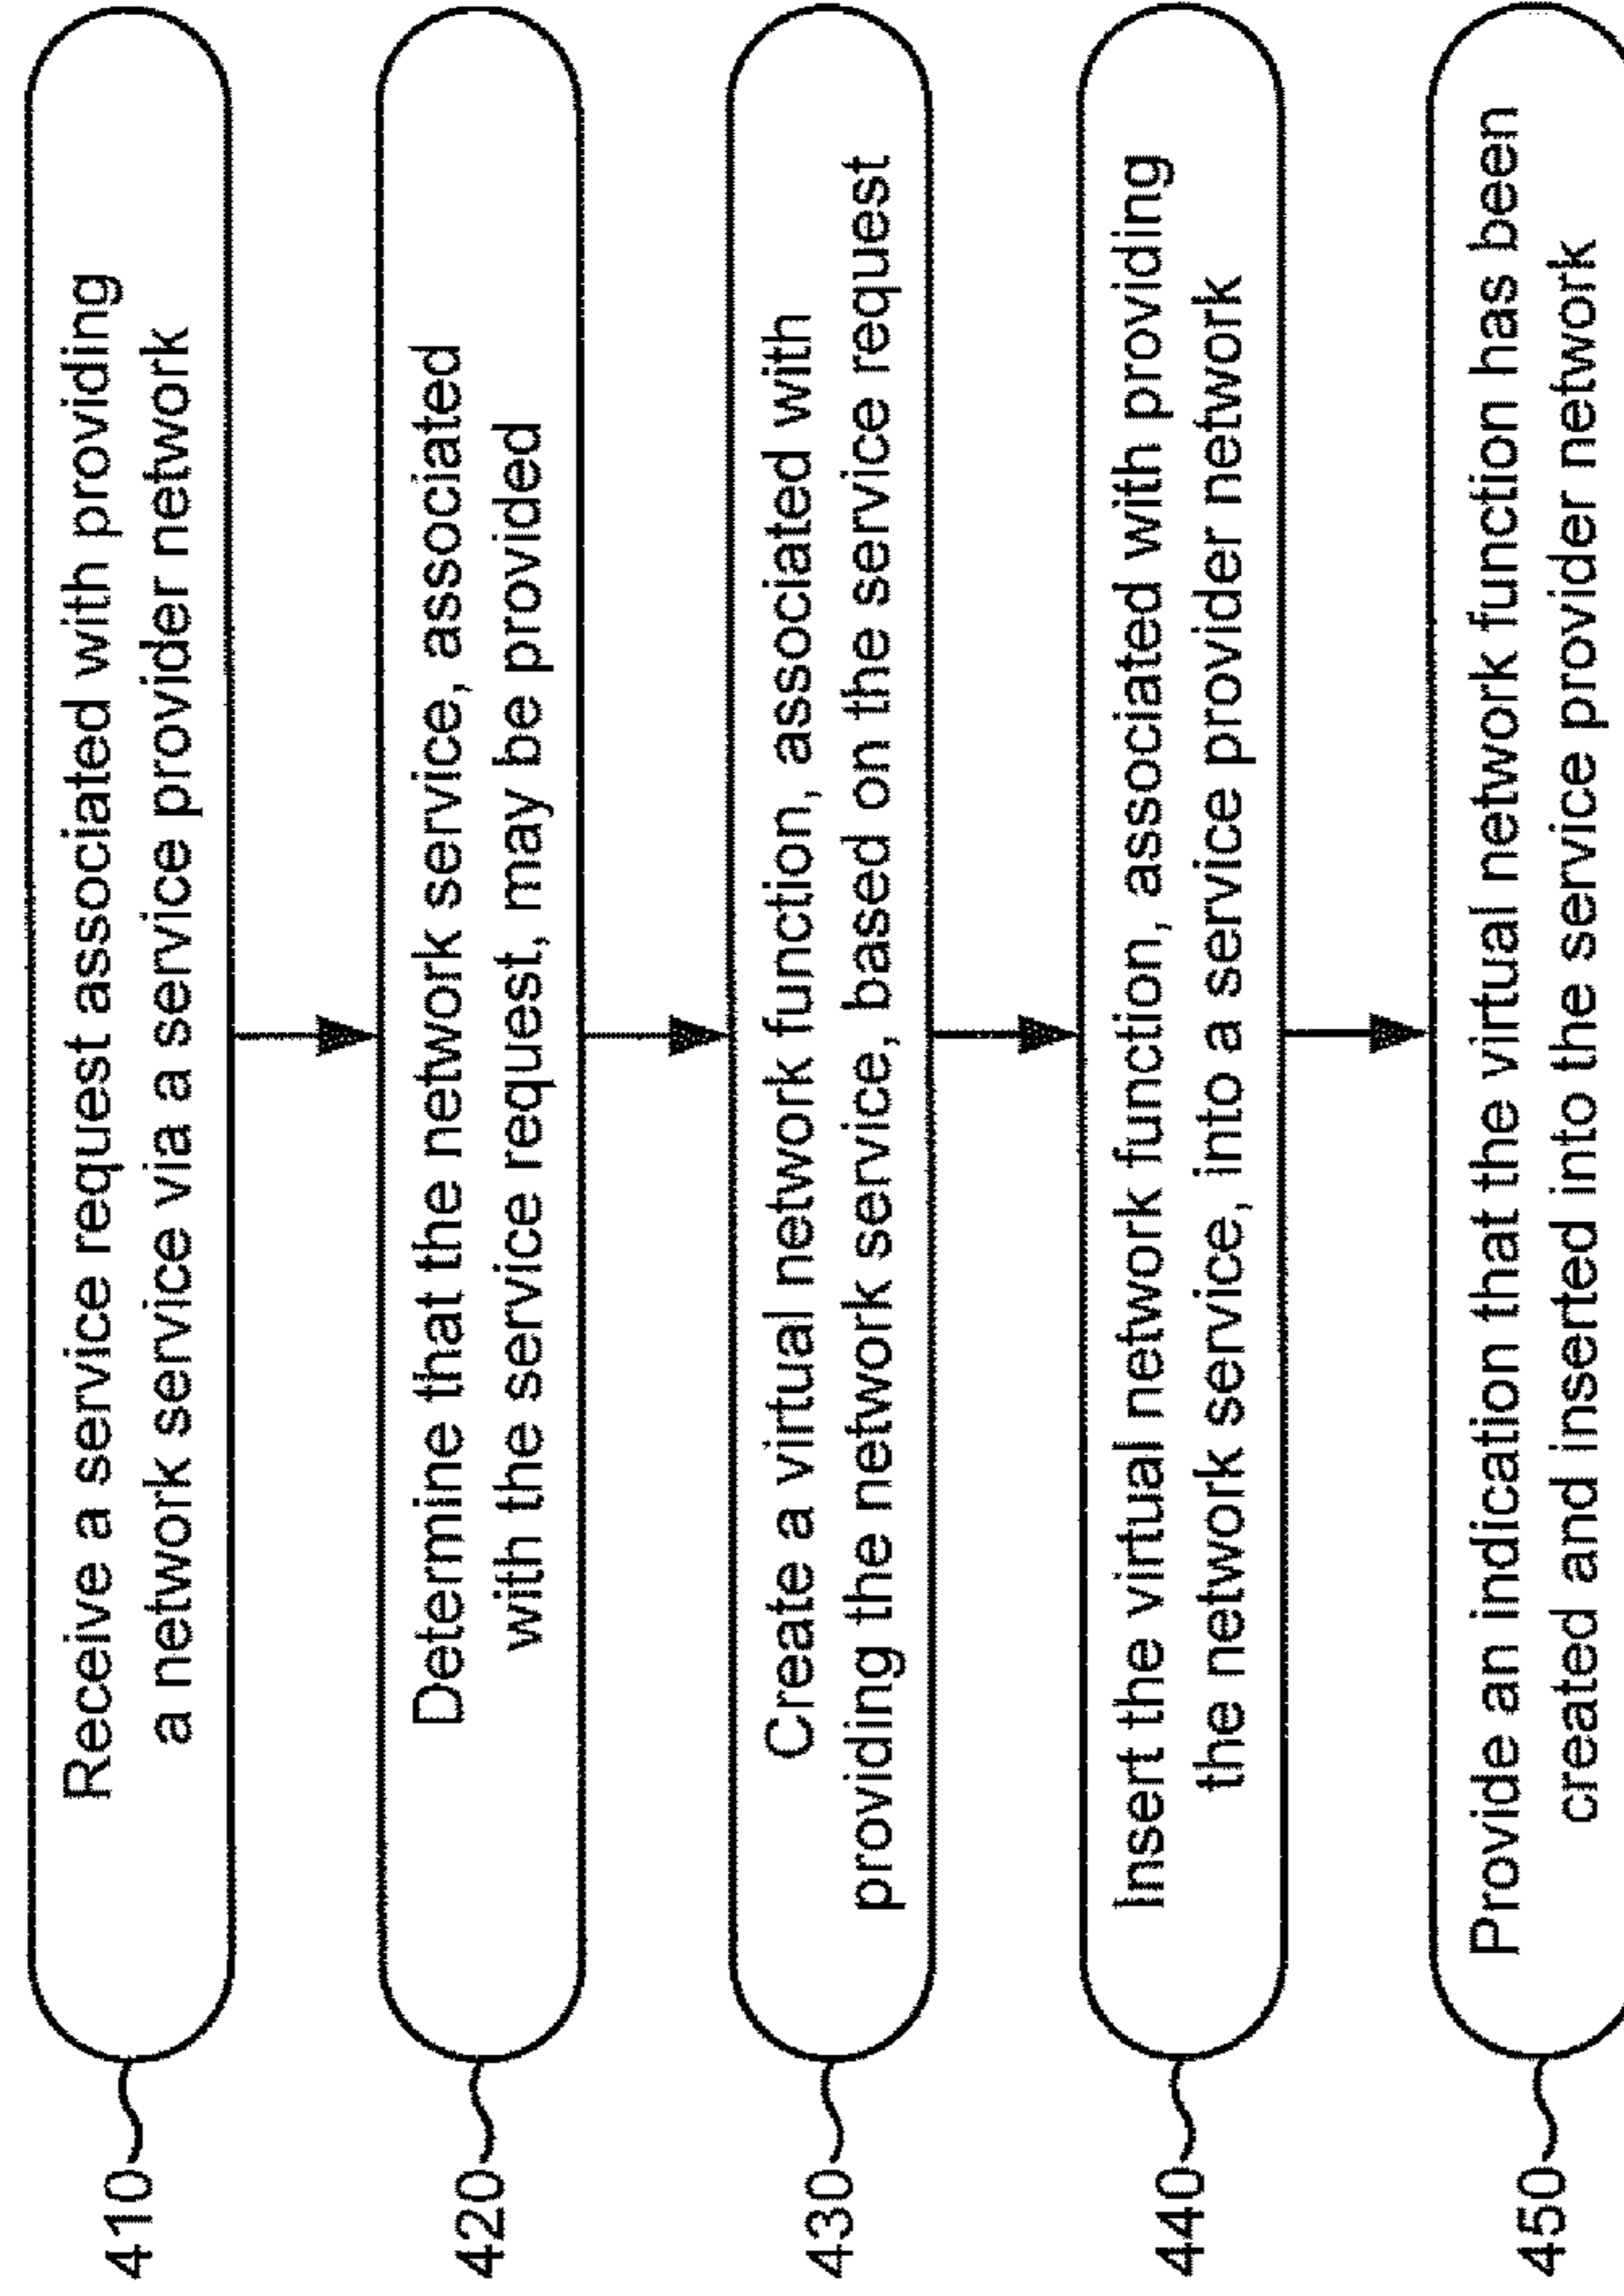 410
Receive a service request associated with providing
a network service via a service provider network
420
Determine that the network service, associated
with the service request, may be provided
430
Create a virtual network function, associated with
providing the network service, based on the service request
440
Insert the virtual network function, associated with providing
the network service, into a service provider network
450
Provide an indication that the virtual network function has been
created and inserted into the service provider network